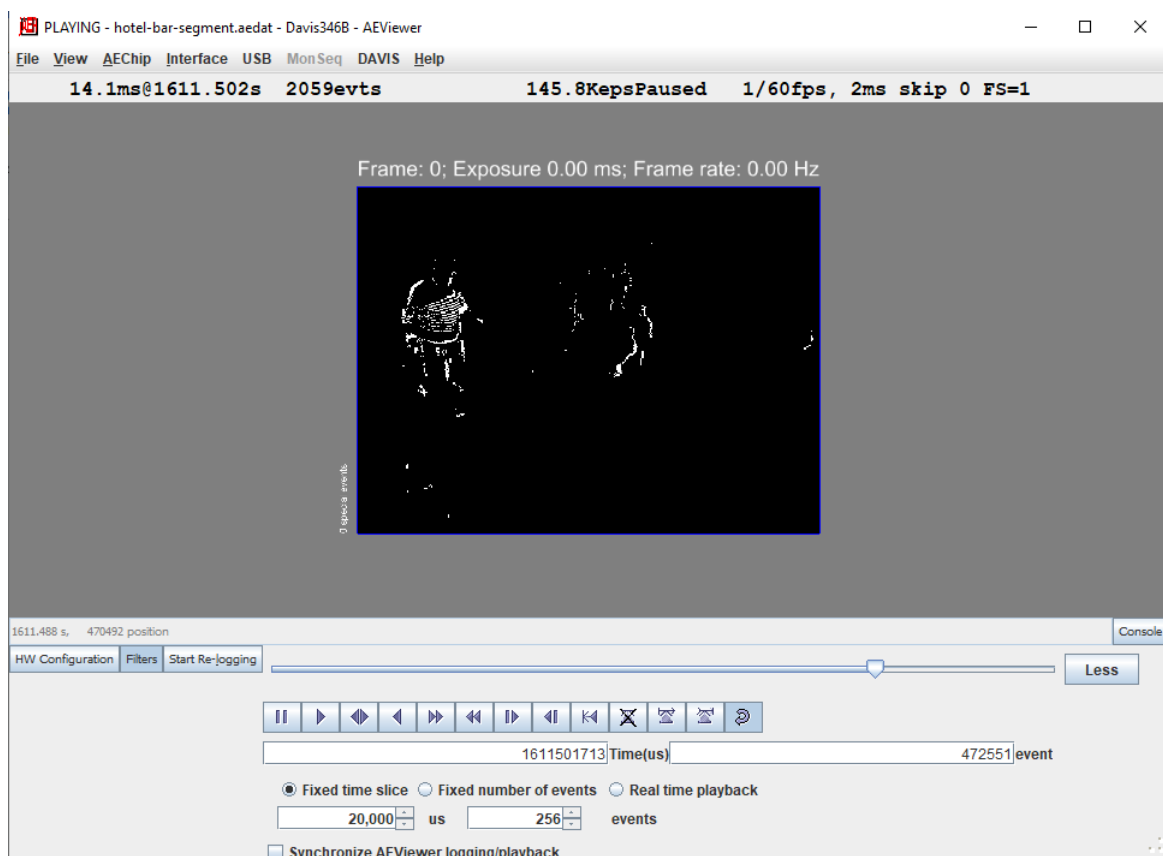 PLAYING - hotel-bar-segment.aedat - Davis346B - AEViewer
File View AEChip Interface USB MonSeq DAVIS Help
14.1ms@1611.502s 2059evts 145.8KepsPaused 1/60fps, 2ms skip 0 FS=1
Frame: 0; Exposure 0.00 ms; Frame rate: 0.00 Hz
0 special events
1611.488 s, 470492 position
Console
HW Configuration Filters Start Re-logging
Less
1611501713 Time(us) 472551 event
Fixed time slice Fixed number of events Real time playback
20,000 us 256 events
Synchronize AEViewer logging/playback